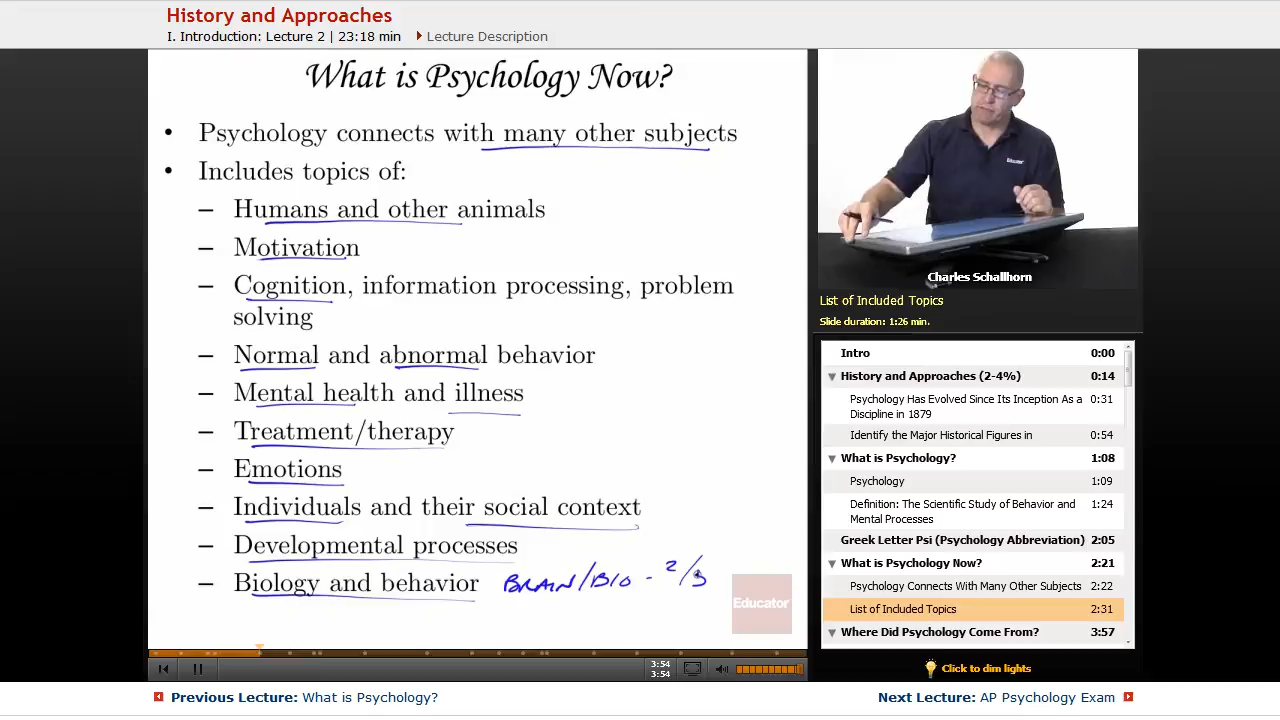 History and Approaches
I. Introduction: Lecture 2 | 23:18 min
Lecture Description
What is Psychology Now?
• Psychology connects with many other subjects
• Includes topics of:
– Humans and other animals
– Motivation
– Cognition, information processing, problem
solving
– Normal and abnormal behavior
– Mental health and illness
– Treatment/therapy
– Emotions
– Individuals and their social context
– Developmental processes
– Biology and behavior BRAIN/BIO - 2/3
Educator
3:54
3:54
Educator
Charles Schallhorn
List of Included Topics
Slide duration: 1:26 min.
Intro 0:00
History and Approaches (2-4%) 0:14
Psychology Has Evolved Since Its Inception As a 0:31
Discipline in 1879
Identify the Major Historical Figures in 0:54
What is Psychology? 1:08
Psychology 1:09
Definition: The Scientific Study of Behavior and 1:24
Mental Processes
Greek Letter Psi (Psychology Abbreviation) 2:05
What is Psychology Now? 2:21
Psychology Connects With Many Other Subjects 2:22
List of Included Topics 2:31
Where Did Psychology Come From? 3:57
Click to dim lights
Previous Lecture: What is Psychology?
Next Lecture: AP Psychology Exam